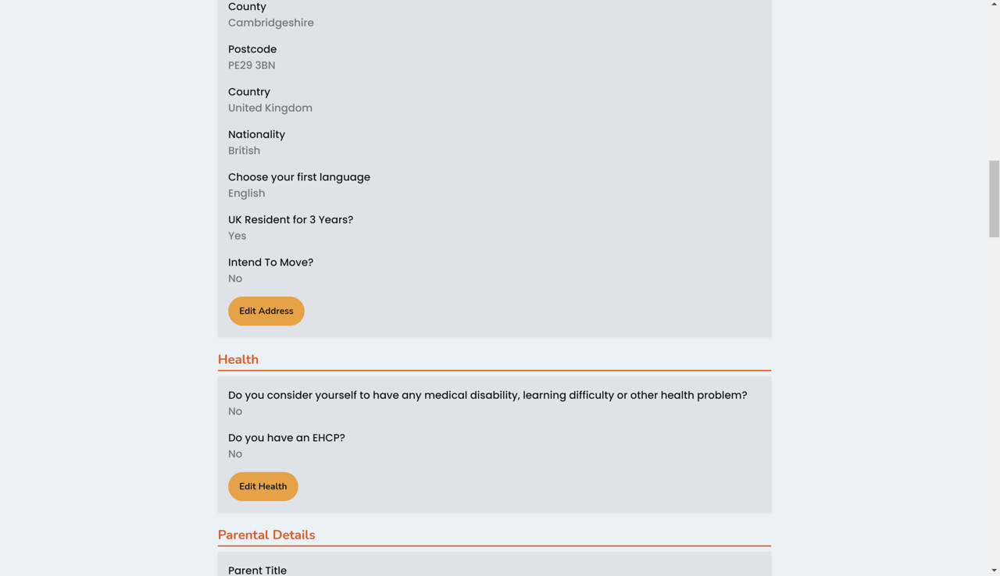 County
Cambridgeshire
Postcode
PE29 3BN
Country
United Kingdom
Nationality
British
Choose your first language
English
UK Resident for 3 Years?
Yes
Intend To Move?
No
Edit Address
Health
Do you consider yourself to have any medical disability, learning difficulty or other health problem?
No
Do you have an EHCP?
No
Edit Health
Parental Details
Parent Title